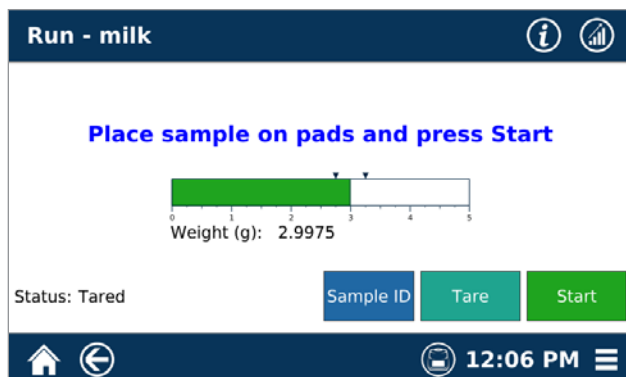 Run - milk
Place sample on pads and press Start
0 1 2 3 4 5
Weight (g): 2.9975
Status: Tared
Sample ID
Tare
Start
12:06 PM